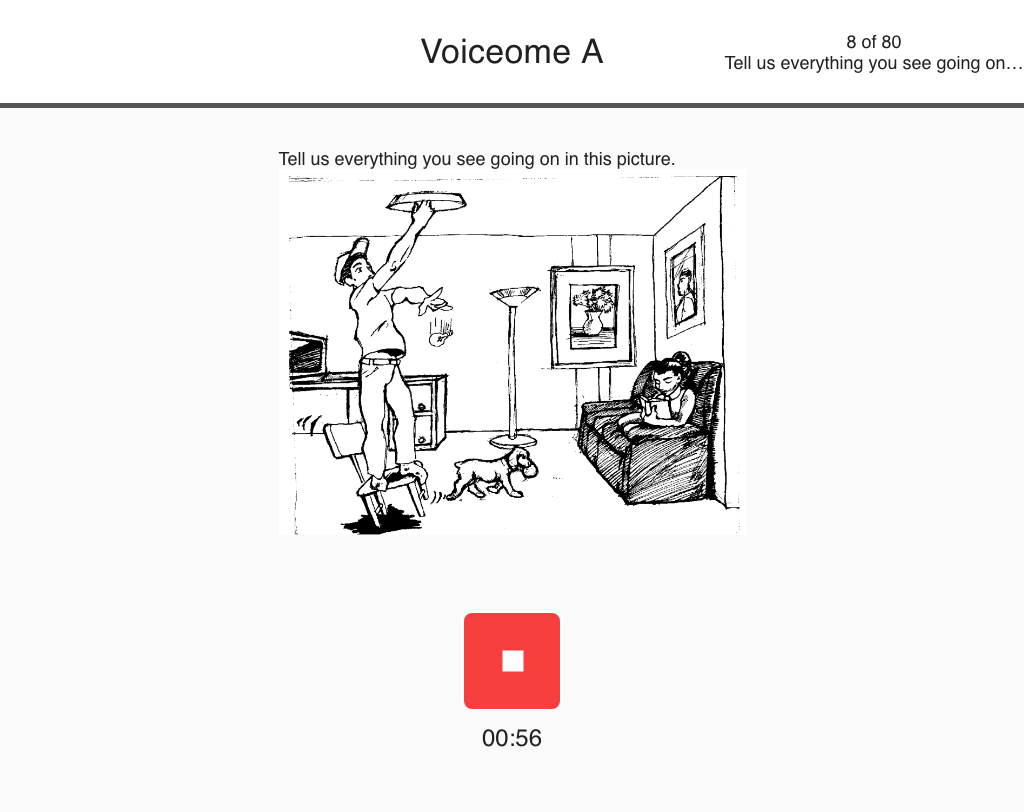 Voiceome A
8 of 80
Tell us everything you see going on…
Tell us everything you see going on in this picture.
00:56